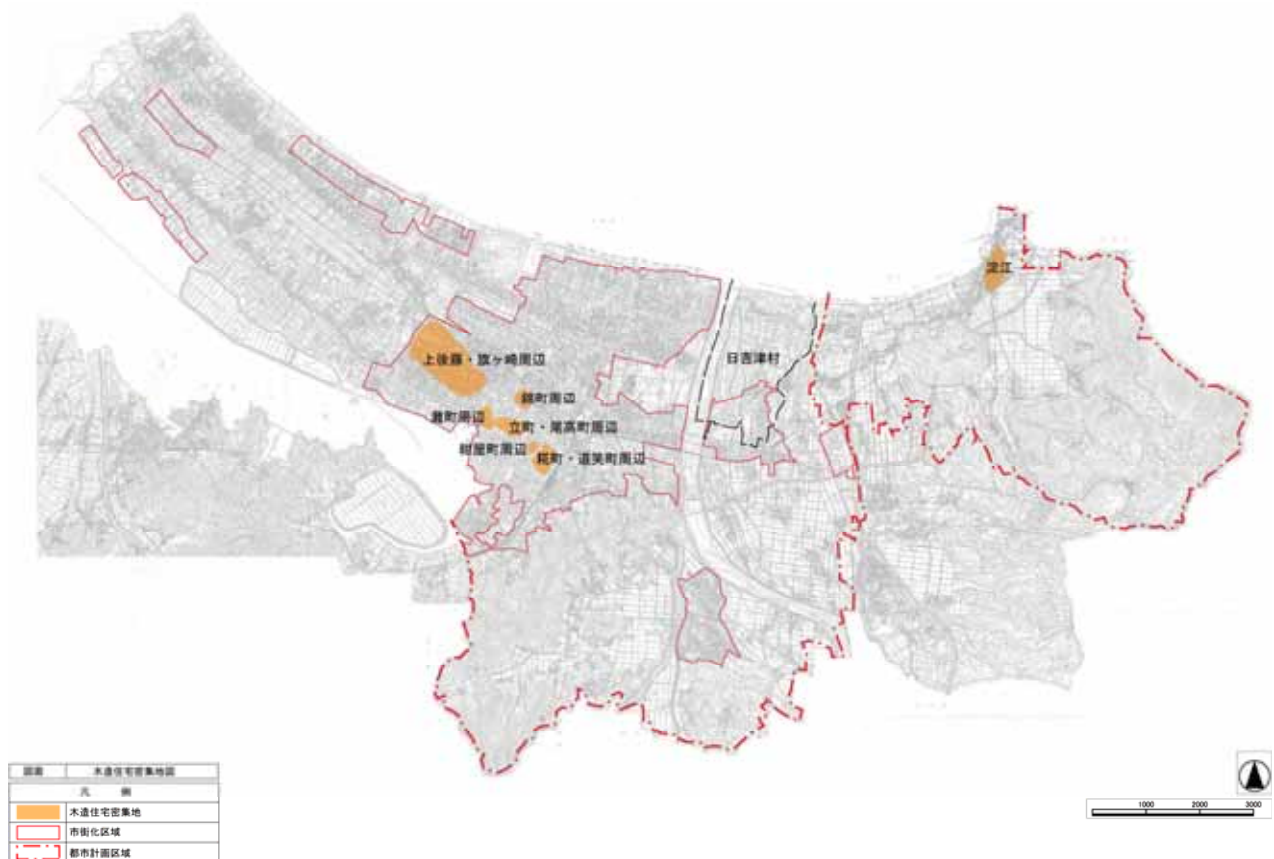 淀江
日吉津村
上後藤・旗ヶ崎周辺
錦町周辺
灘町周辺
立町・尾高町周辺
紺屋町周辺
糀町・道笑町周辺
図面 木造住宅密集地図
凡 例
木造住宅密集地
市街化区域
都市計画区域
1000 2000 3000